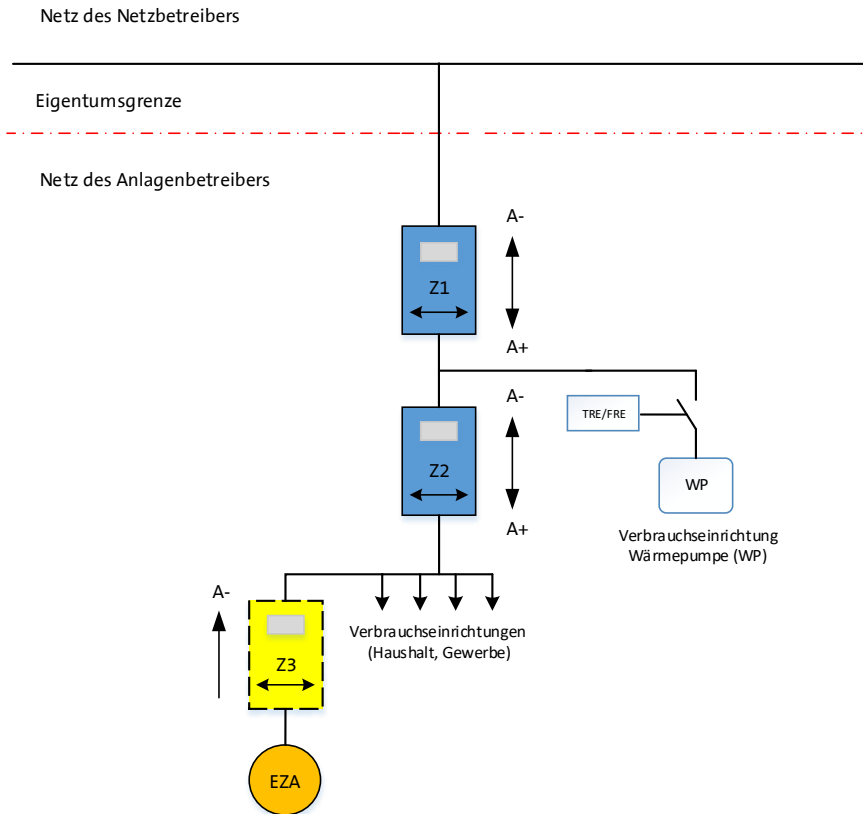 Netz des Netzbetreibers
Eigentumsgrenze
Netz des Anlagenbetreibers
A-
Z1
A+
A-
TRE/FRE
Z2
WP
A+
Verbrauchseinrichtung
Wärmepumpe (WP)
A-
Verbrauchseinrichtungen
(Haushalt, Gewerbe)
Z3
EZA